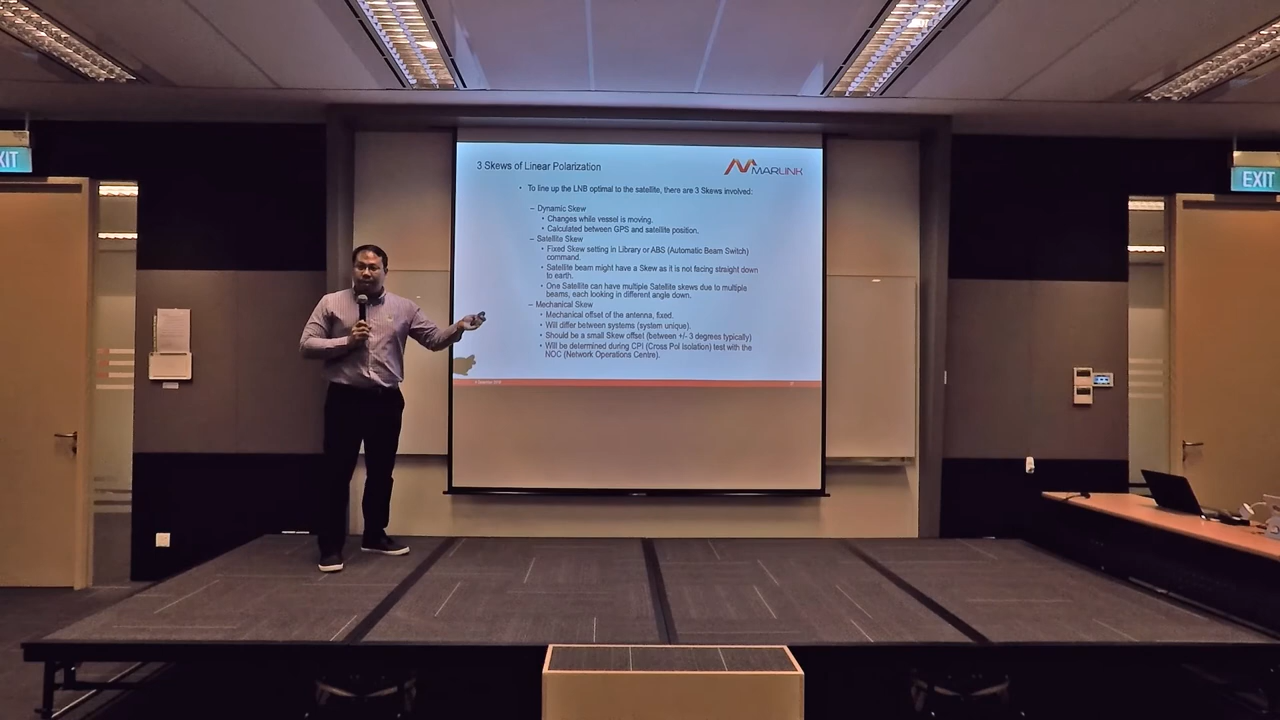 EXIT
3 Skews of Linear Polarization
MARLINK
• To line up the LNB optimal to the satellite, there are 3 Skews involved:
– Dynamic Skew
• Changes while vessel is moving.
• Calculated between GPS and satellite position.
– Satellite Skew
• Fixed Skew setting in Library or ABS (Automatic Beam Switch)
command.
• Satellite beam might have a Skew as it is not facing straight down
to earth.
• One Satellite can have multiple Satellite skews due to multiple
beams, each looking in different angle down.
– Mechanical Skew
• Mechanical offset of the antenna, fixed.
• Will differ between systems (system unique).
• Should be a small Skew offset (between +/- 3 degrees typically)
• Will be determined during CPI (Cross Pol Isolation) test with the
NOC (Network Operations Centre).
EXIT